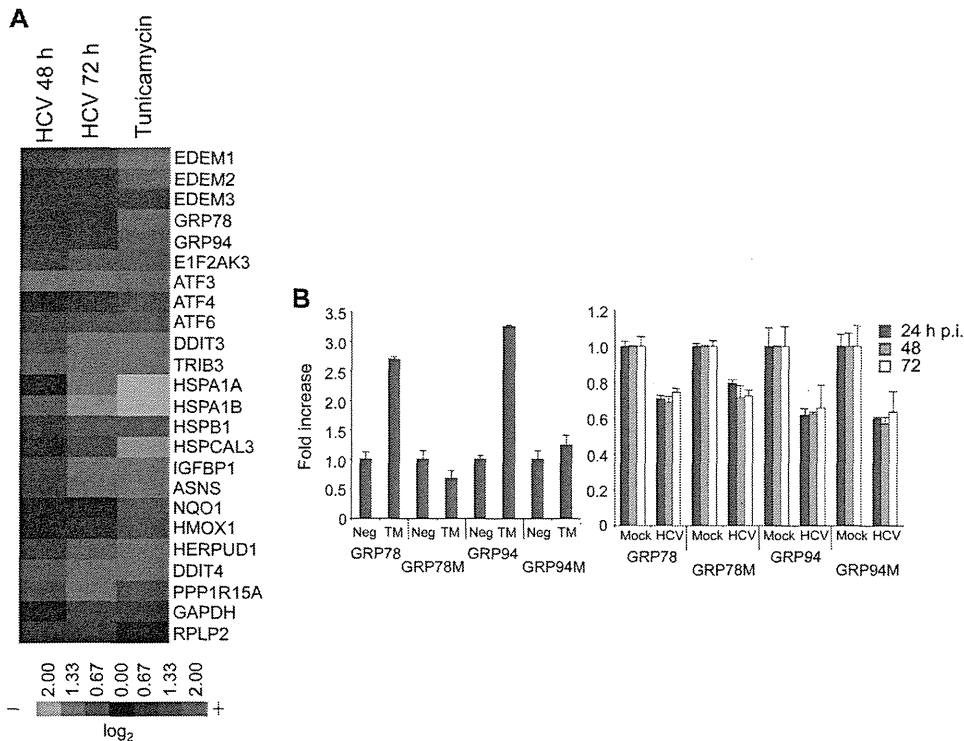 A
HCV 48 h
HCV 72 h
Tunicamycin
EDEM1
EDEM2
EDEM3
GRP78
GRP94
E1F2AK3
ATF3
ATF4
ATF6
DDIT3
TRIB3
HSPA1A
HSPA1B
HSPB1
HSPCAL3
IGFBP1
ASNS
NQO1
HMOX1
HERPUD1
DDIT4
PPP1R15A
GAPDH
RPLP2
2.00 1.33 0.67 0.00 0.67 1.33 2.00
− +
log2
B
Fold increase
3.5
3.0
2.5
2.0
1.5
1.0
0.5
0
Neg TM Neg TM Neg TM Neg TM
GRP78 GRP78M GRP94 GRP94M
1.2
1.0
0.8
0.6
0.4
0.2
0
Mock HCV Mock HCV Mock HCV Mock HCV
GRP78 GRP78M GRP94 GRP94M
24 h p.i.
48
72